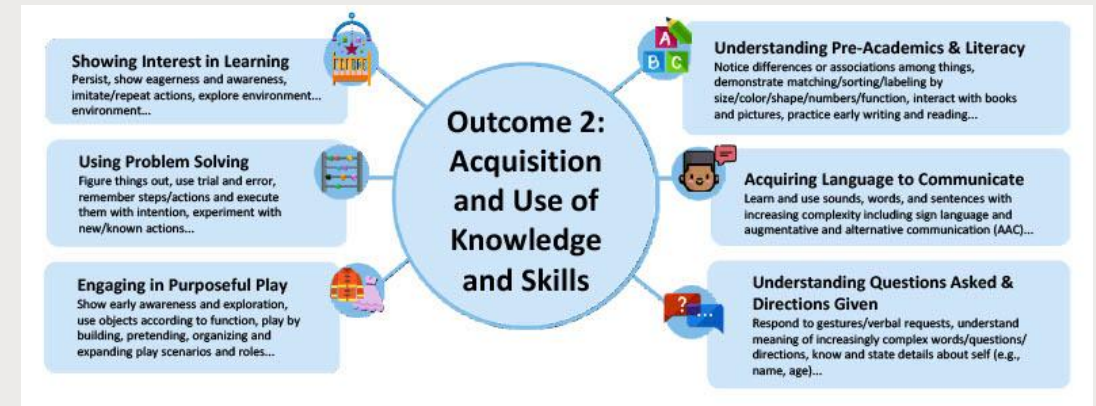 Showing Interest in Learning
Persist, show eagerness and awareness,
imitate/repeat actions, explore environment...
environment...
Using Problem Solving
Figure things out, use trial and error,
remember steps/actions and execute
them with intention, experiment with
new/known actions...
Engaging in Purposeful Play
Show early awareness and exploration,
use objects according to function, play by
building, pretending, organizing and
expanding play scenarios and roles...
Outcome 2:
Acquisition
and Use of
Knowledge
and Skills
A
B C
Understanding Pre-Academics & Literacy
Notice differences or associations among things,
demonstrate matching/sorting/labeling by
size/color/shape/numbers/function, interact with books
and pictures, practice early writing and reading...
Acquiring Language to Communicate
Learn and use sounds, words, and sentences with
increasing complexity including sign language and
augmentative and alternative communication (AAC)...
? ...
Understanding Questions Asked &
Directions Given
Respond to gestures/verbal requests, understand
meaning of increasingly complex words/questions/
directions, know and state details about self (e.g.,
name, age)...